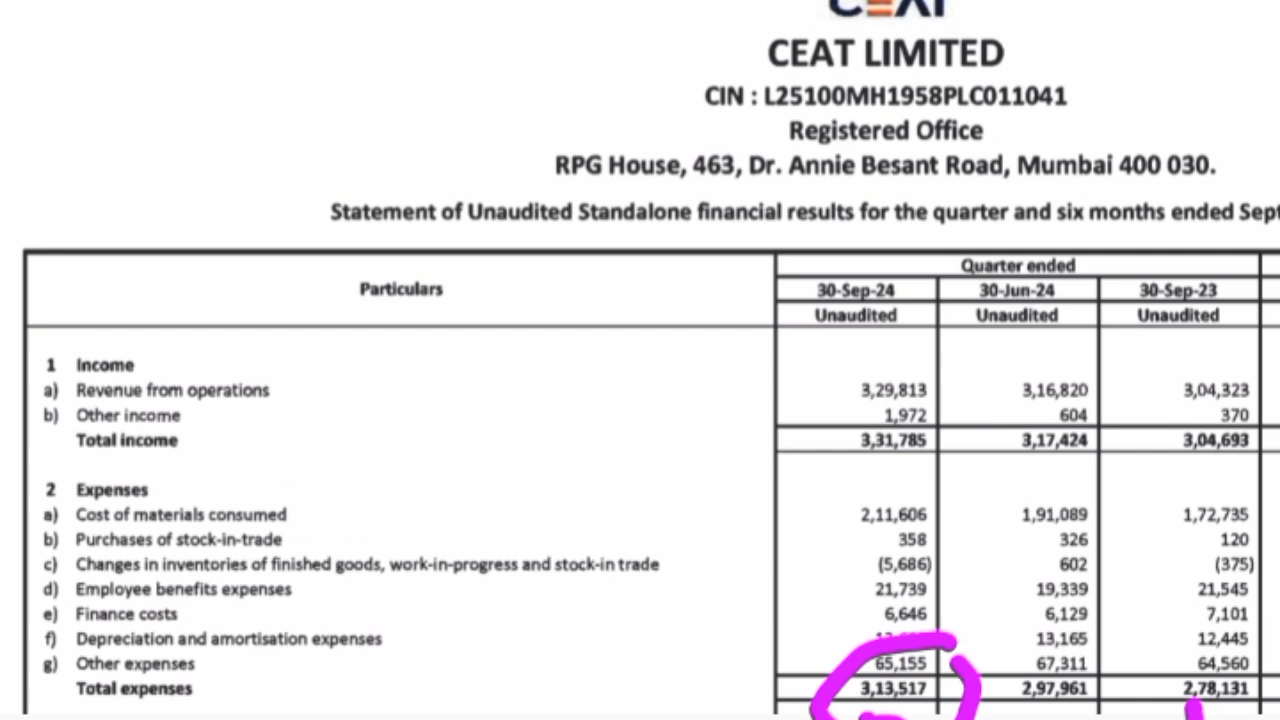 CEAT
CEAT LIMITED
CIN : L25100MH1958PLC011041
Registered Office
RPG House, 463, Dr. Annie Besant Road, Mumbai 400 030.
Statement of Unaudited Standalone financial results for the quarter and six months ended Sept
Particulars Quarter ended
30-Sep-24 30-Jun-24 30-Sep-23
Unaudited Unaudited Unaudited
1 Income
a) Revenue from operations 3,29,813 3,16,820 3,04,323
b) Other income 1,972 604 370
Total income 3,31,785 3,17,424 3,04,693
2 Expenses
a) Cost of materials consumed 2,11,606 1,91,089 1,72,735
b) Purchases of stock-in-trade 358 326 120
c) Changes in inventories of finished goods, work-in-progress and stock-in trade (5,686) 602 (375)
d) Employee benefits expenses 21,739 19,339 21,545
e) Finance costs 6,646 6,129 7,101
f) Depreciation and amortisation expenses 13,165 12,445
g) Other expenses 65,155 67,311 64,560
Total expenses 3,13,517 2,97,961 2,78,131